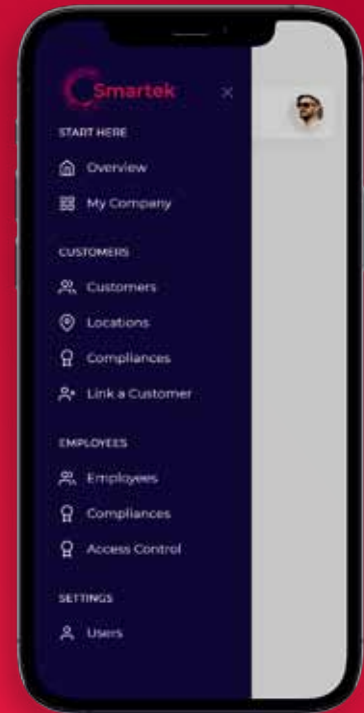 Smartek
START HERE
Overview
My Company
CUSTOMERS
Customers
Locations
Compliances
Link a Customer
EMPLOYEES
Employees
Compliances
Access Control
SETTINGS
Users